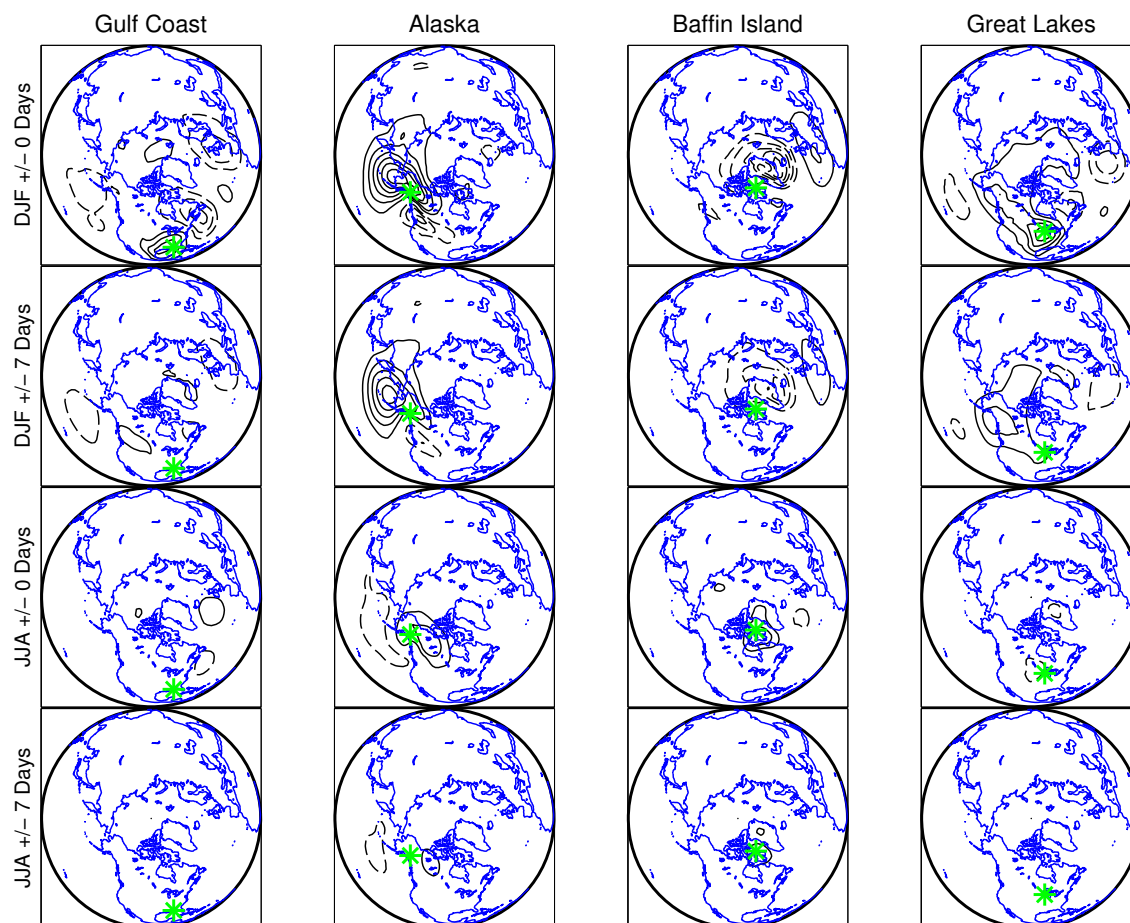 Gulf Coast
Alaska
Baffin Island
Great Lakes
DJF +/- 0 Days
DJF +/- 7 Days
JJA +/- 0 Days
JJA +/- 7 Days